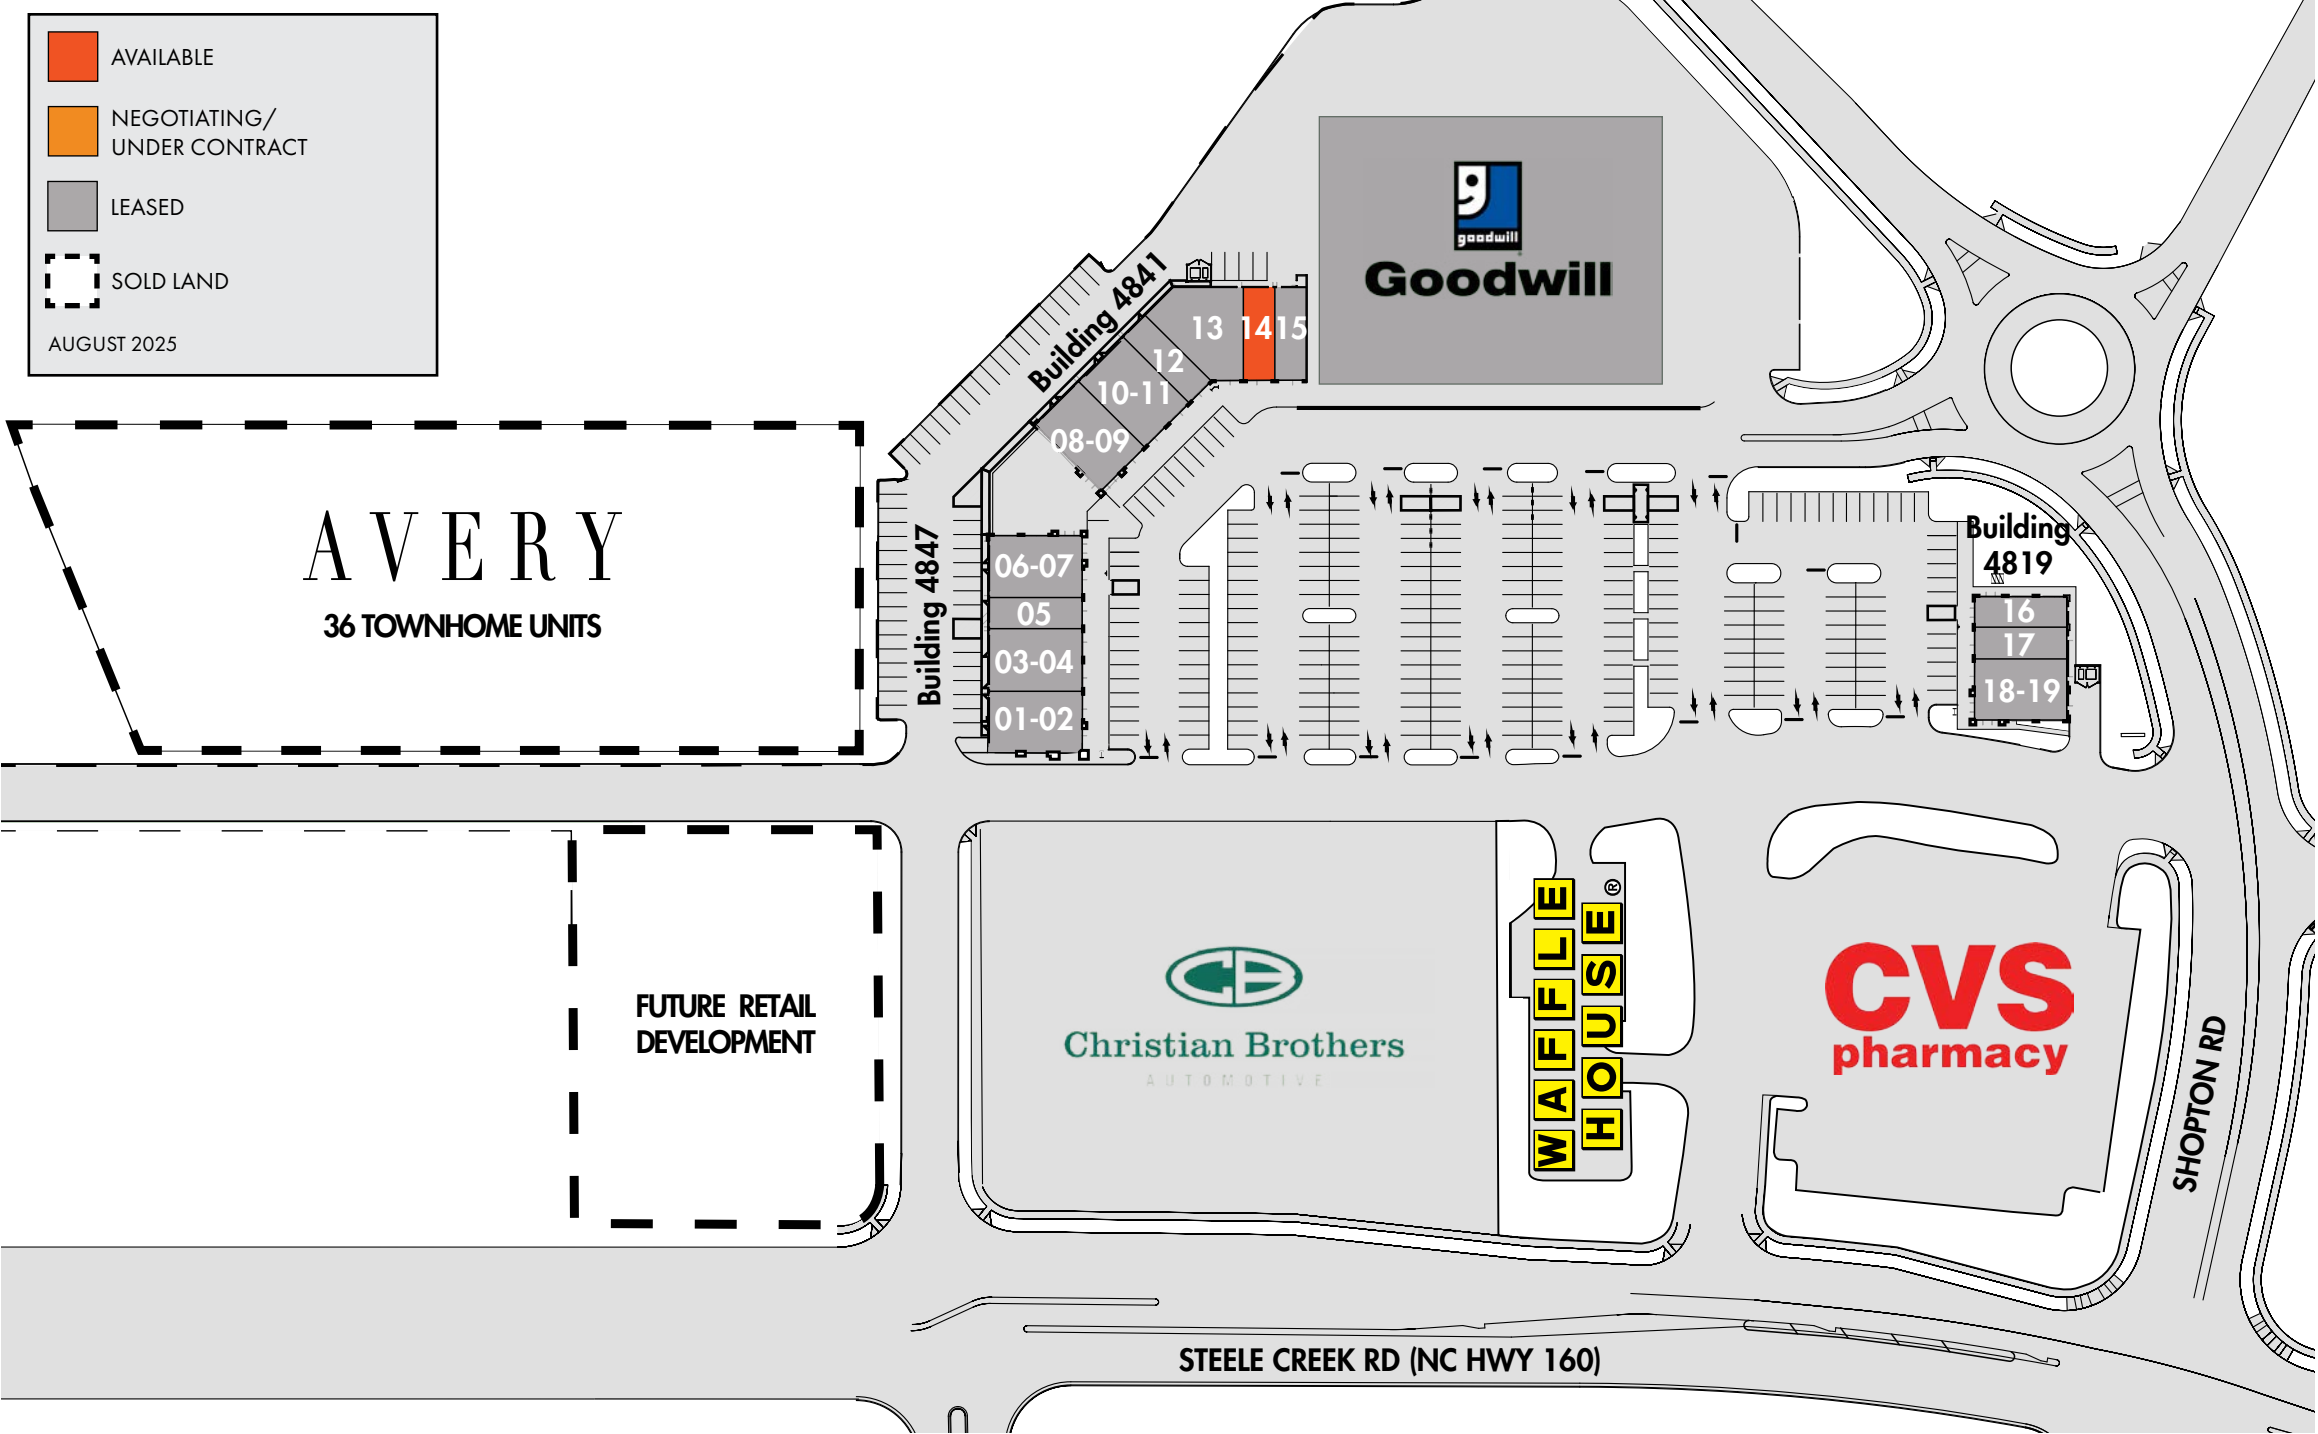 AVAILABLE
NEGOTIATING/
UNDER CONTRACT
LEASED
SOLD LAND
AUGUST 2025
goodwill
Goodwill
Building 4841
13
14
15
12
10-11
08-09
AVERY
36 TOWNHOME UNITS
Building 4847
06-07
05
03-04
01-02
Building
4819
16
17
18-19
FUTURE RETAIL
DEVELOPMENT
CB
Christian Brothers
AUTOMOTIVE
WAFFLE
HOUSE®
CVS
pharmacy
SHOPTON RD
STEELE CREEK RD (NC HWY 160)